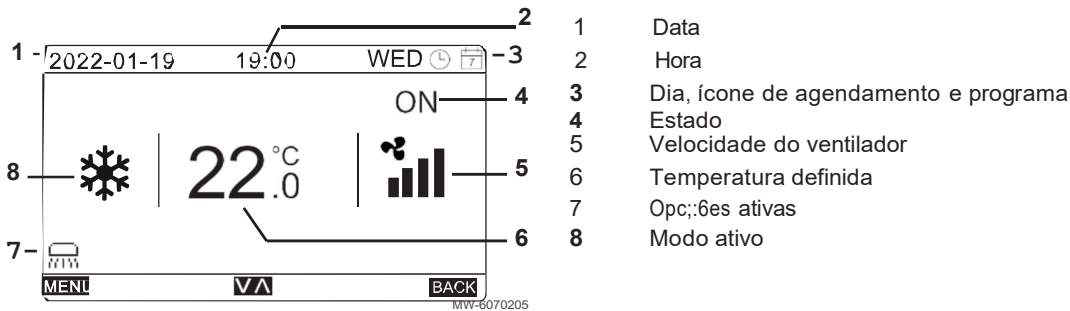 2
1 2022-01-19 19:00 WED 7 3
ON 4
8 22 °C .0 5
6
7
MENU BACK
MW-6070205
1 Data
2 Hora
3 Dia, ícone de agendamento e programa
4 Estado
5 Velocidade do ventilador
6 Temperatura definida
7 Opc;:6es ativas
8 Modo ativo